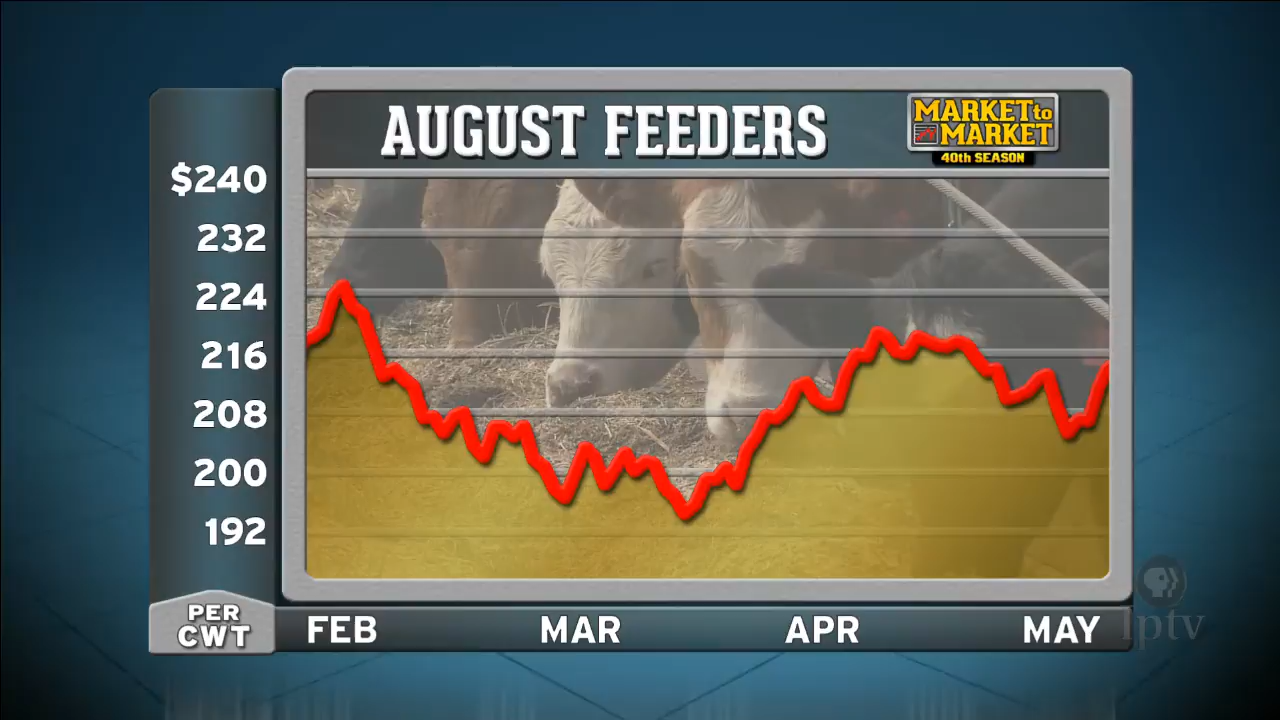 AUGUST FEEDERS
MARKET to
MARKET
40th SEASON
$240
232
224
216
208
200
192
PER
CWT
FEB MAR APR MAY
iptv